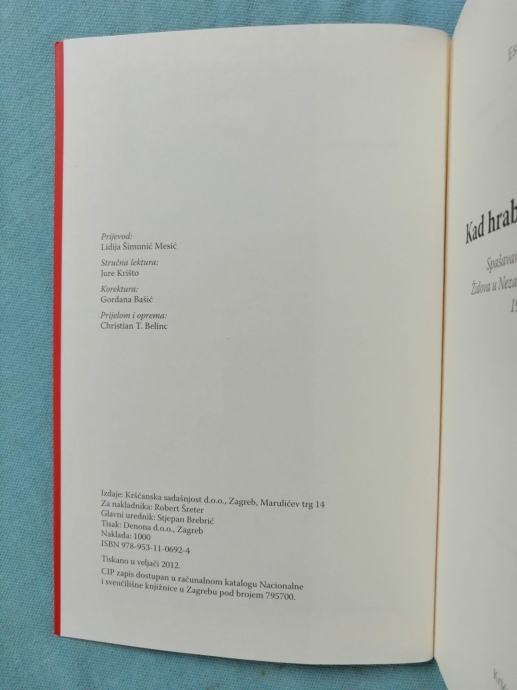 Prijevod:
Lidija Šimunić Mesić
Stručna lektura:
Jure Krišto
Korektura:
Gordana Bašić
Prijelom i oprema:
Christian T. Belinc
Izdaje: Kršćanska sadašnjost d.o.o., Zagreb, Marulićev trg 14
Za nakladnika: Robert Šreter
Glavni urednik: Stjepan Brebrić
Tisak: Denona d.o.o., Zagreb
Naklada: 1000
ISBN 978-953-11-0692-4
Tiskano u veljači 2012.
CIP zapis dostupan u računalnom katalogu Nacionalne
i sveučilišne knjižnice u Zagrebu pod brojem 795700.
Kad hrab
Spašavan
Židova u Neza